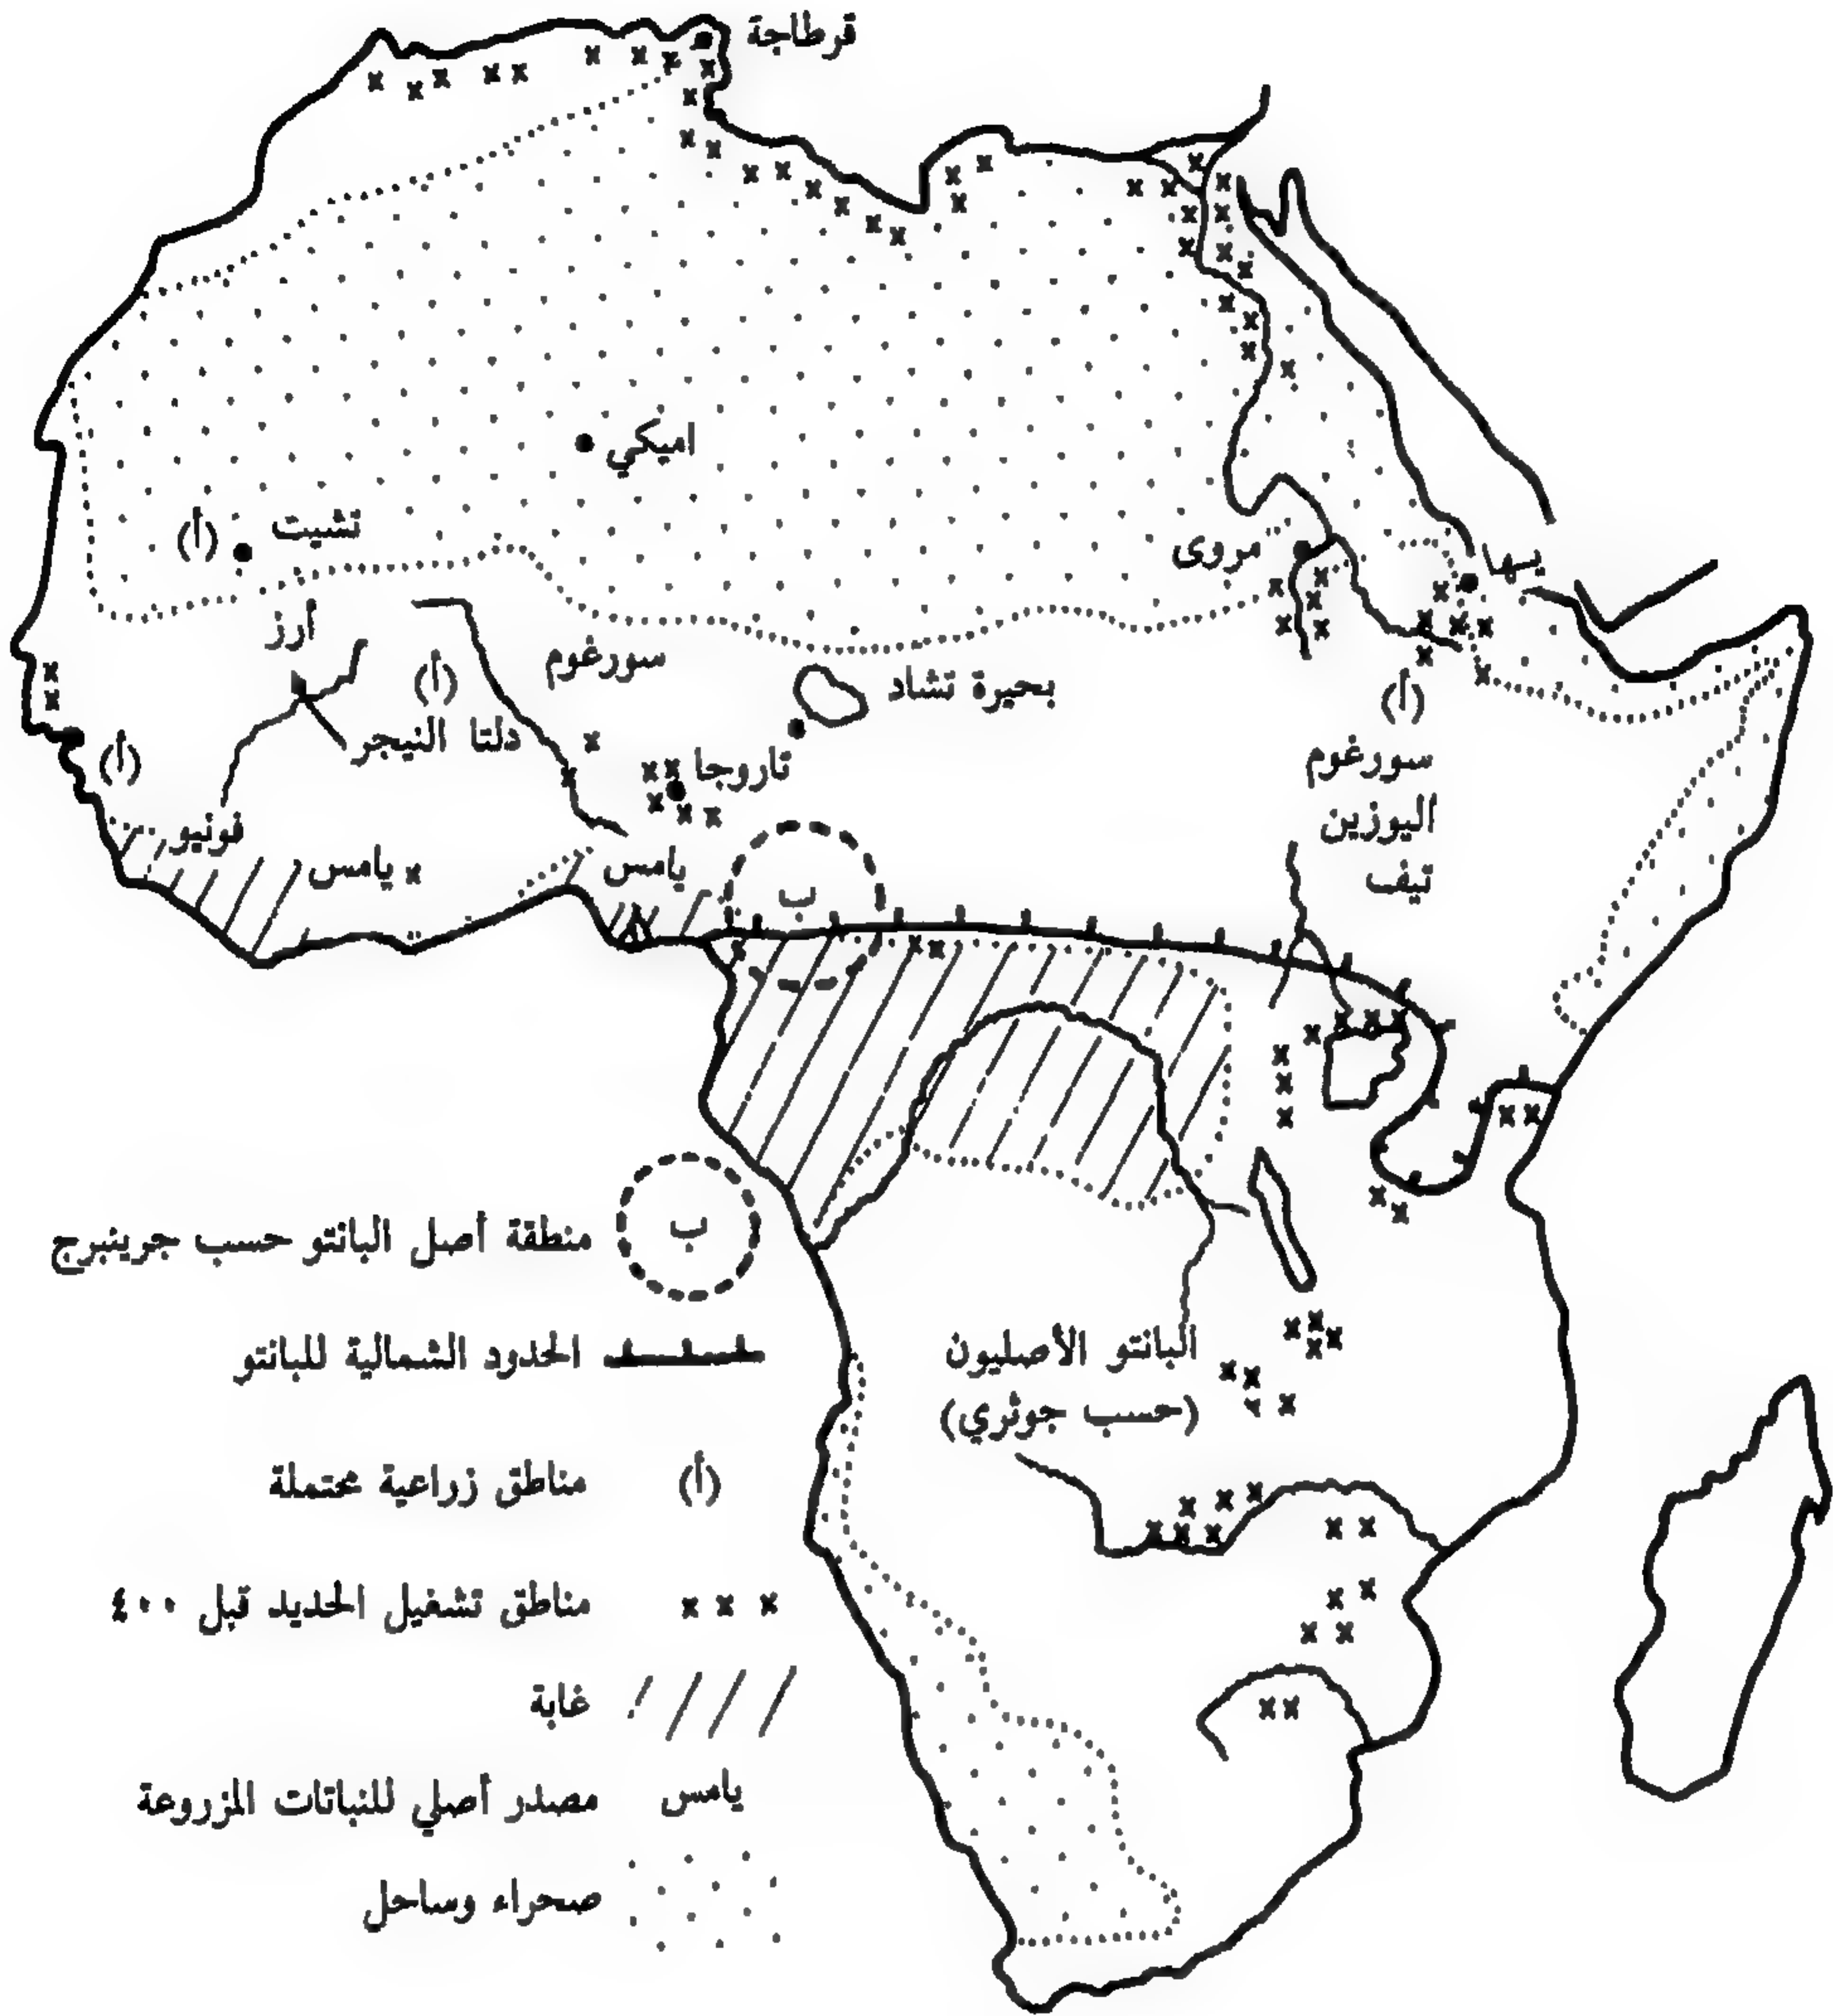 قرطاجة
اميكي
تشيت
(أ)
مروى
يها
أرز
(أ)
سورغوم
بحيرة تشاد
(أ)
دلتا النيجر
(أ)
تاروجا
سورغوم
اليوزين
تيف
فونيو
يامس
يامس
ب
منطقة أصل البانتو حسب جرينبرج
ب
الحدود الشمالية للبانتو
البانتو الأصليون
(حسب جوثري)
مناطق زراعية محتملة
(أ)
مناطق تشغيل الحديد قبل ٤٠٠
غابة
مصدر أصلي للنباتات المزروعة
يامس
صحراء وساحل